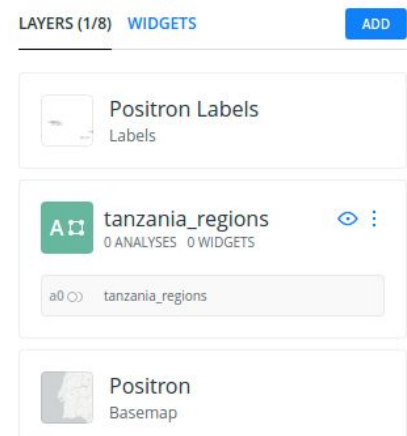 LAYERS (1/8) WIDGETS ADD
Positron Labels
Labels
A tanzania_regions
0 ANALYSES 0 WIDGETS
a0 tanzania_regions
Positron
Basemap